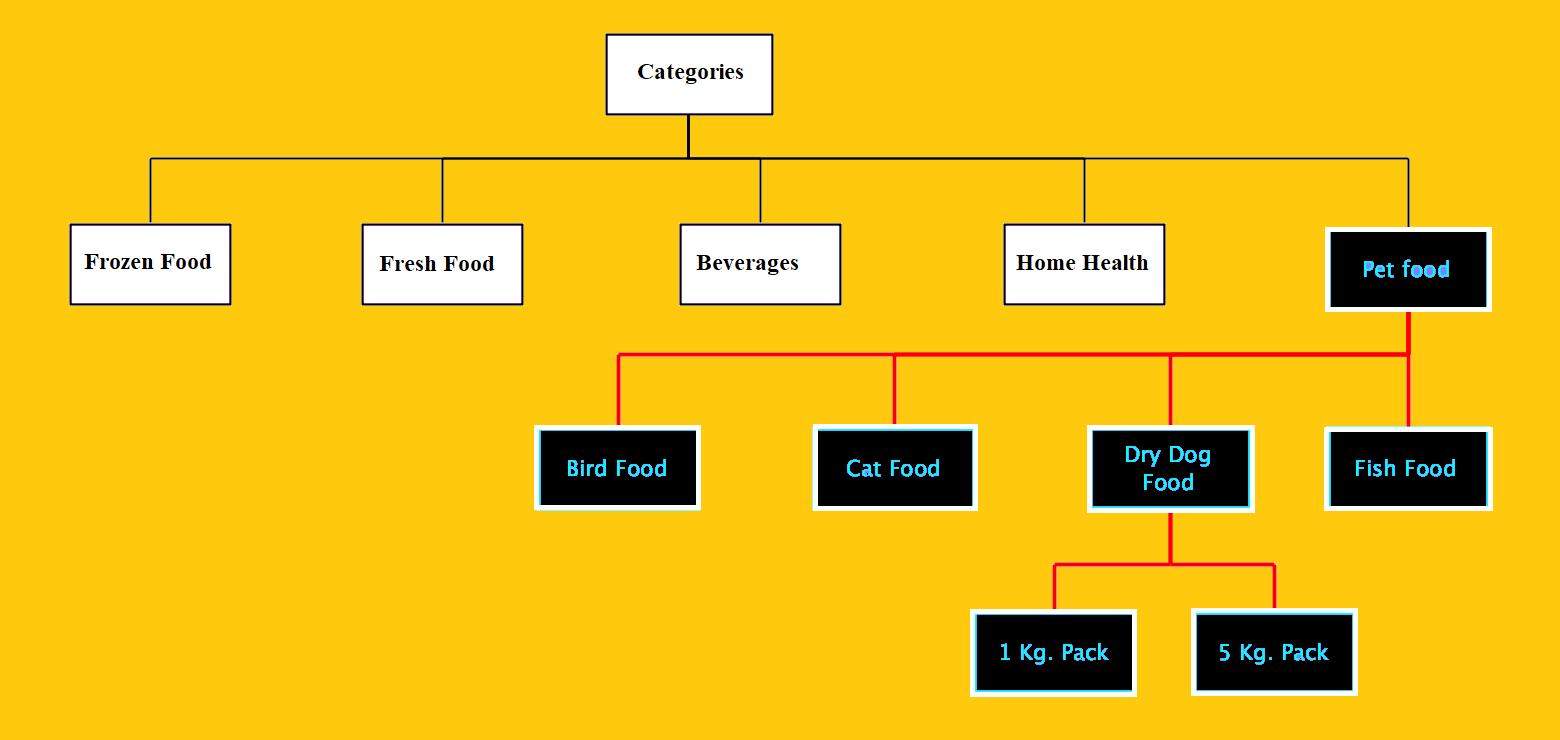 Categories
Frozen Food
Fresh Food
Beverages
Home Health
Pet food
Bird Food
Cat Food
Dry Dog
Food
Fish Food
1 Kg. Pack
5 Kg. Pack